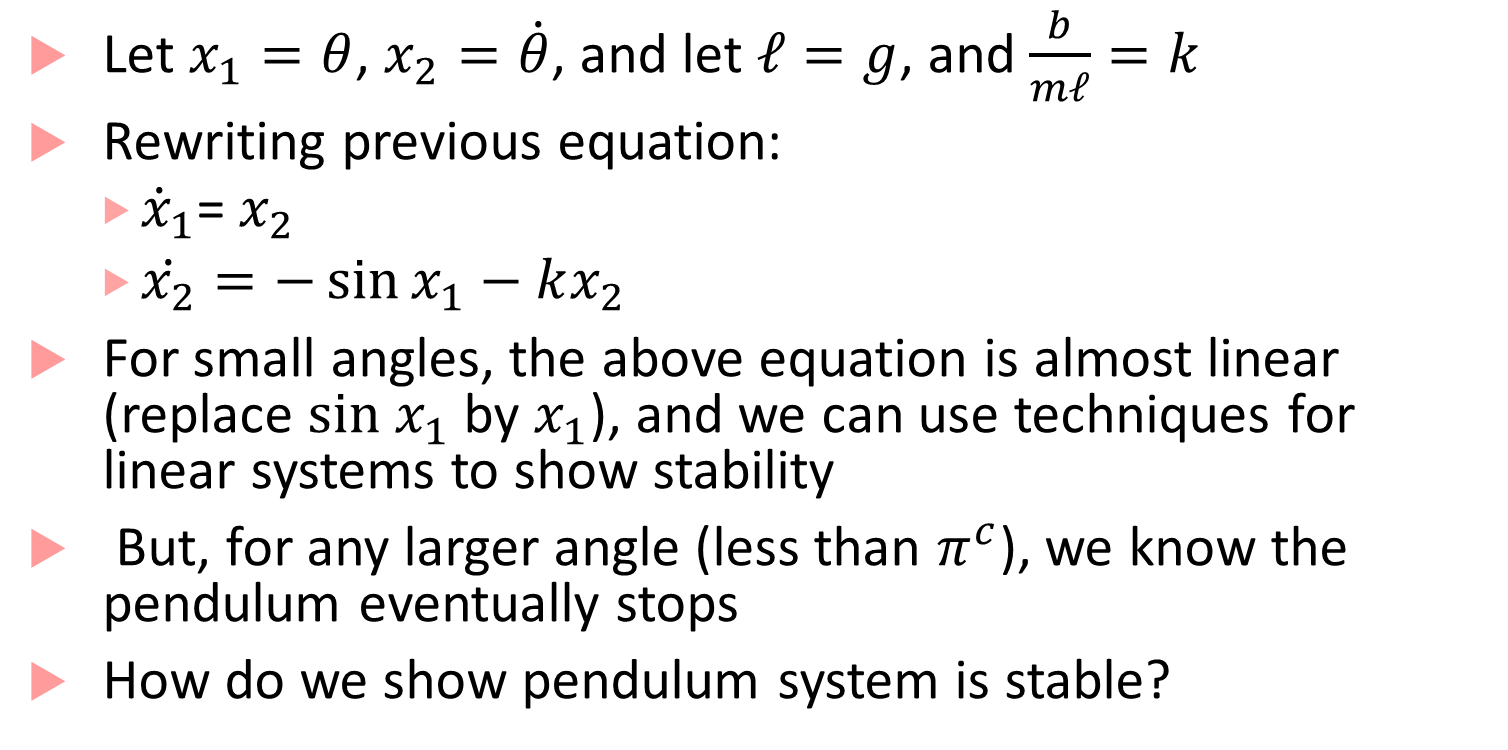 Let x₁ = θ, x₂ = θ̇, and let ℓ = g, and b/mℓ = k
Rewriting previous equation:
ẋ₁= x₂
ẋ₂ = − sin x₁ − kx₂
For small angles, the above equation is almost linear
(replace sin x₁ by x₁), and we can use techniques for
linear systems to show stability
But, for any larger angle (less than πᶜ), we know the
pendulum eventually stops
How do we show pendulum system is stable?